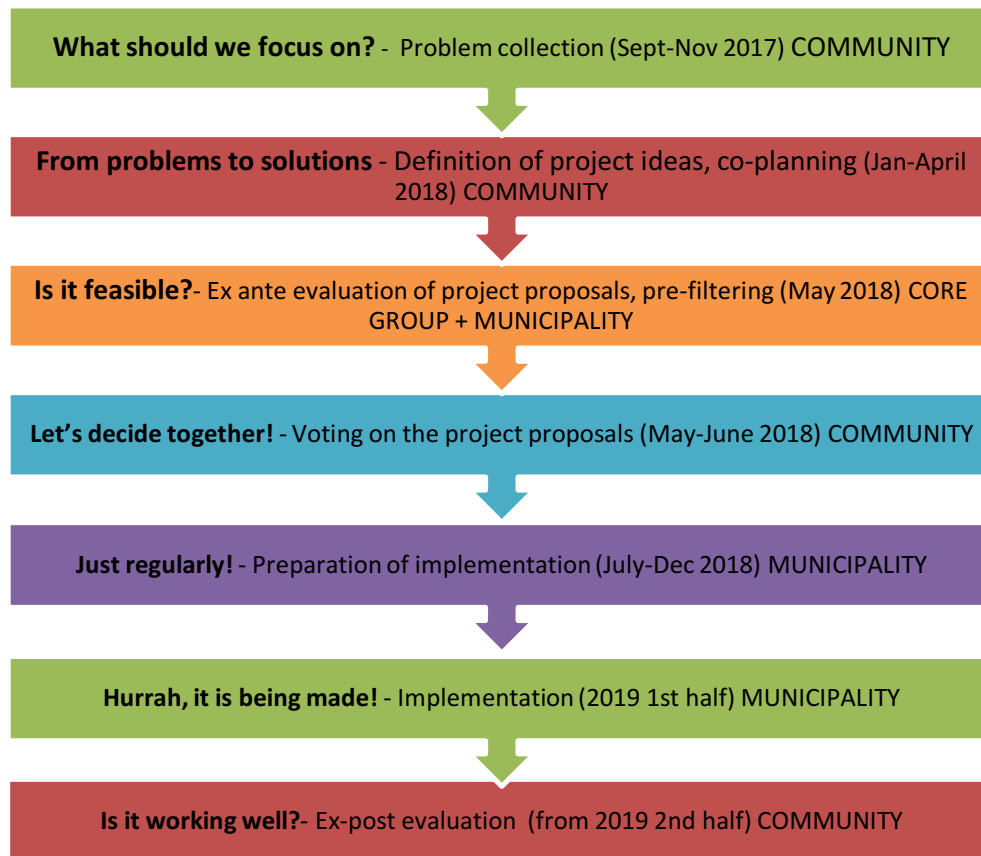 What should we focus on? - Problem collection (Sept-Nov 2017) COMMUNITY
From problems to solutions - Definition of project ideas, co-planning (Jan-April
2018) COMMUNITY
Is it feasible?- Ex ante evaluation of project proposals, pre-filtering (May 2018) CORE
GROUP + MUNICIPALITY
Let's decide together! - Voting on the project proposals (May-June 2018) COMMUNITY
Just regularly! - Preparation of implementation (July-Dec 2018) MUNICIPALITY
Hurrah, it is being made! - Implementation (2019 1st half) MUNICIPALITY
Is it working well?- Ex-post evaluation (from 2019 2nd half) COMMUNITY